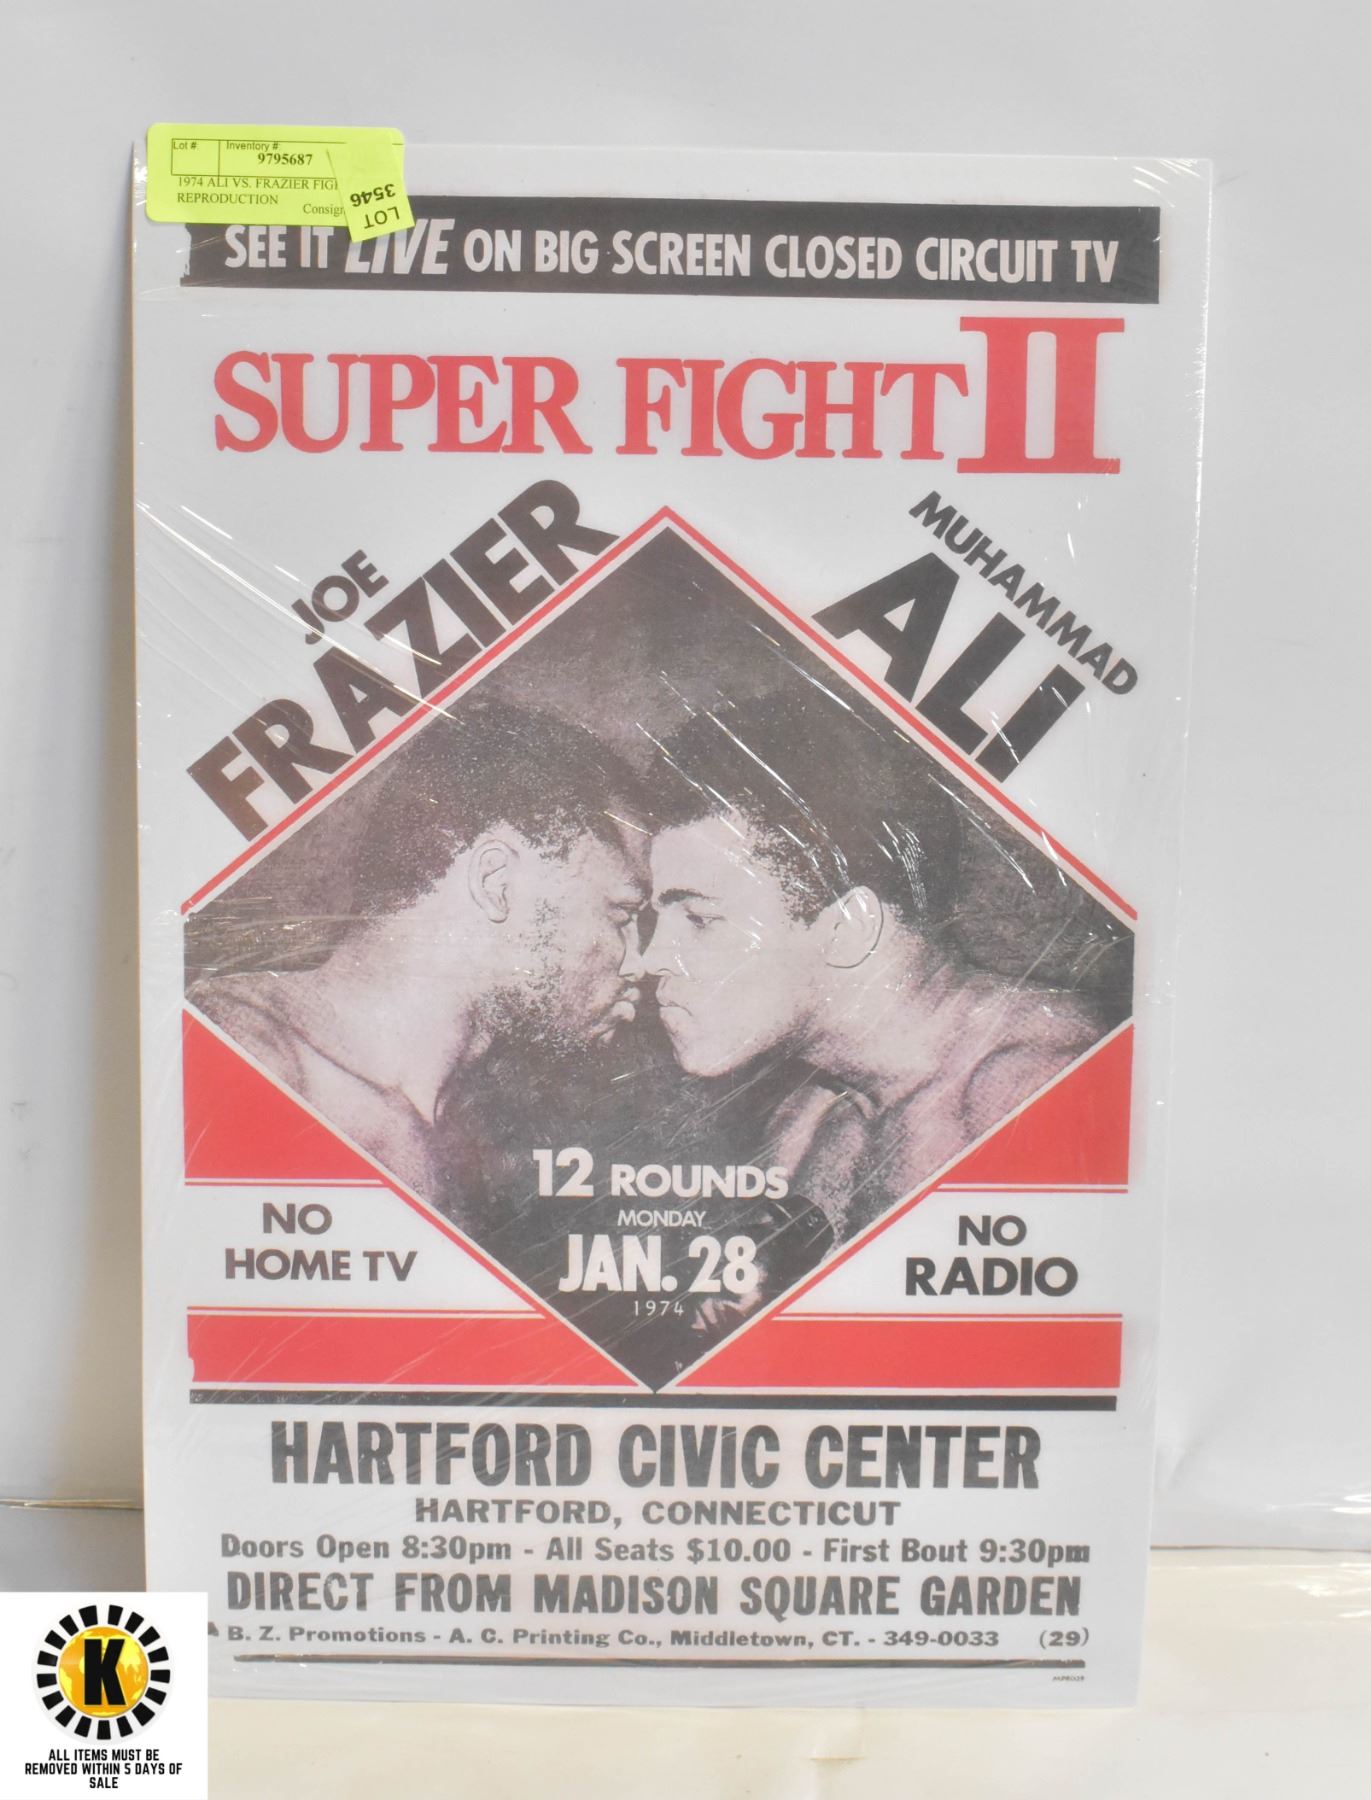 Lot #:
Inventory #:
9795687
1974 ALI VS. FRAZIER
REPRODUCTION
LOT
3546
SEE IT LIVE ON BIG SCREEN CLOSED CIRCUIT TV
SUPER FIGHT II
JOE
FRAZIER
MUHAMMAD
ALI
12 ROUNDS
MONDAY
JAN. 28
1974
NO
HOME TV
NO
RADIO
HARTFORD CIVIC CENTER
HARTFORD, CONNECTICUT
Doors Open 8:30pm - All Seats $10.00 - First Bout 9:30pm
DIRECT FROM MADISON SQUARE GARDEN
B. Z. Promotions - A. C. Printing Co., Middletown, CT. - 349-0033 (29)
K
ALL ITEMS MUST BE
REMOVED WITHIN 5 DAYS OF
SALE